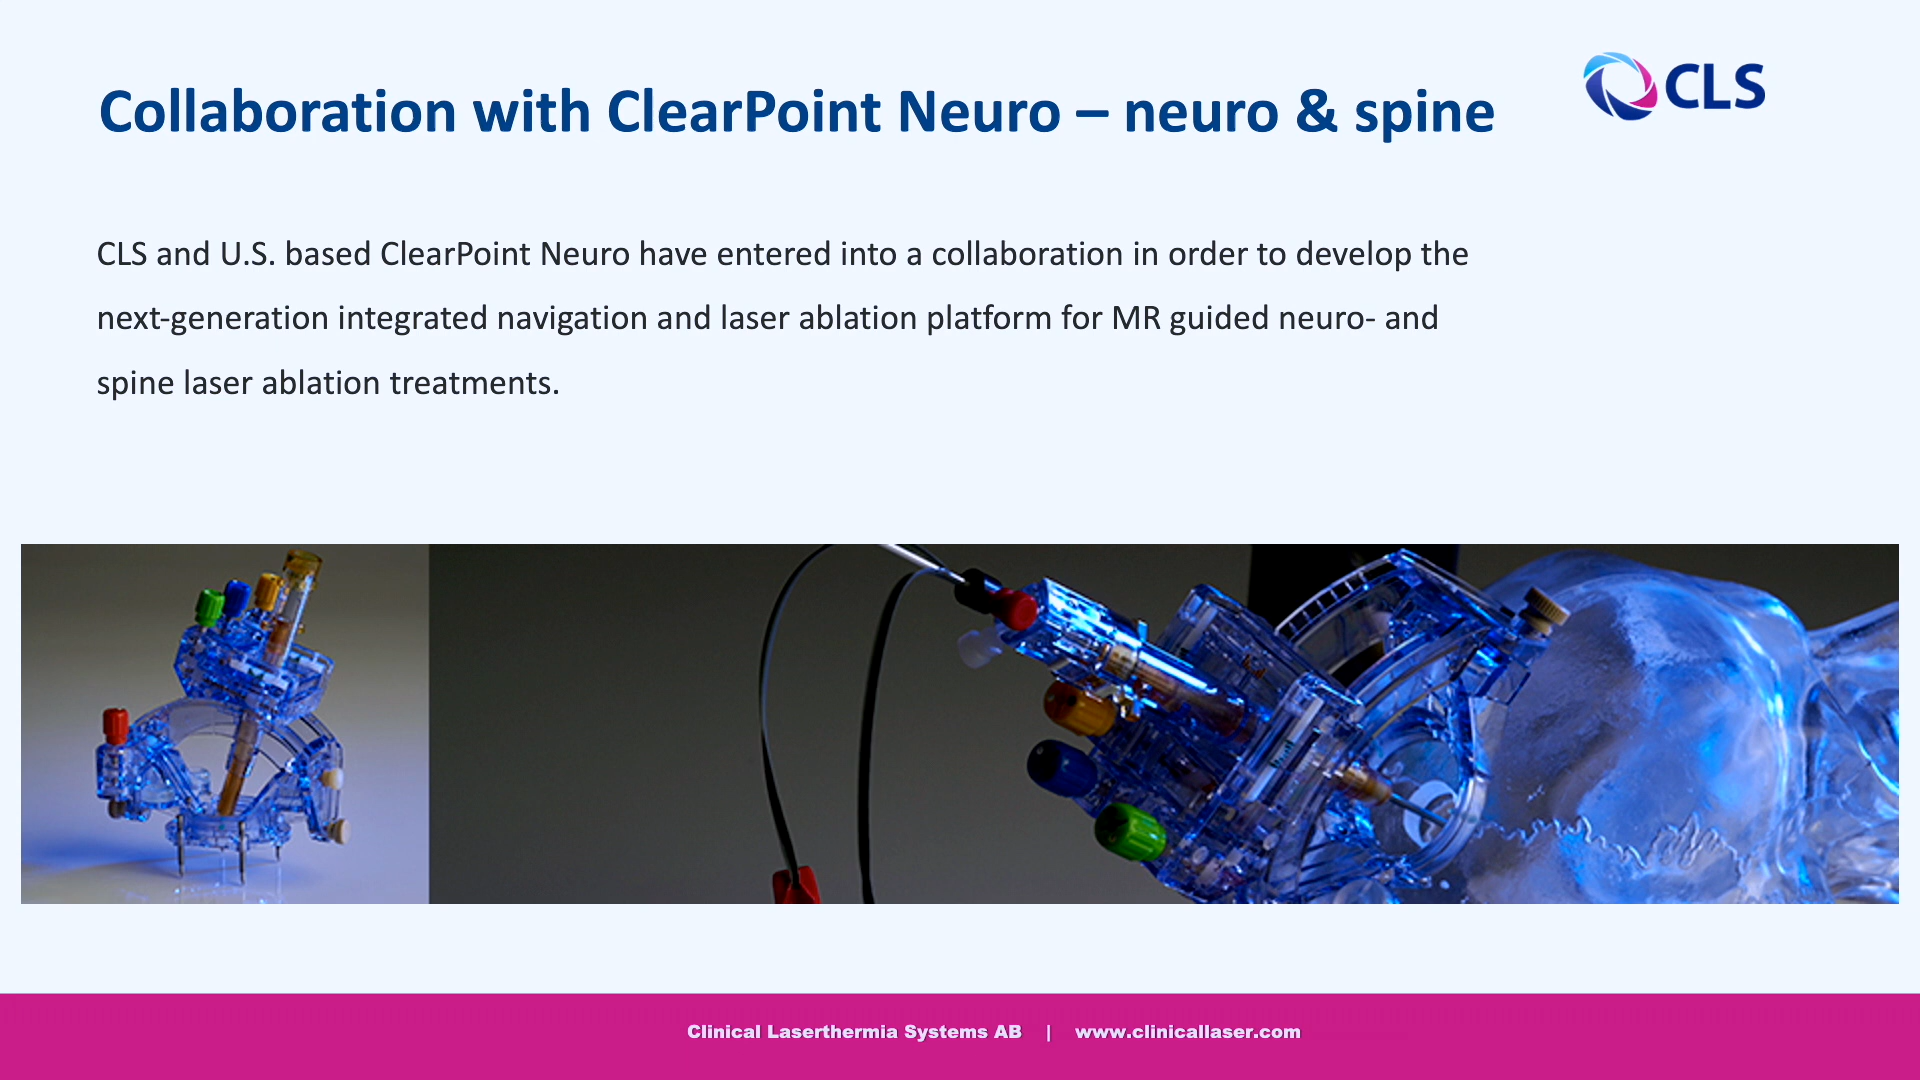 Collaboration with ClearPoint Neuro – neuro & spine
CLS
CLS and U.S. based ClearPoint Neuro have entered into a collaboration in order to develop the
next-generation integrated navigation and laser ablation platform for MR guided neuro- and
spine laser ablation treatments.
Clinical Laserthermia Systems AB | www.clinicallaser.com